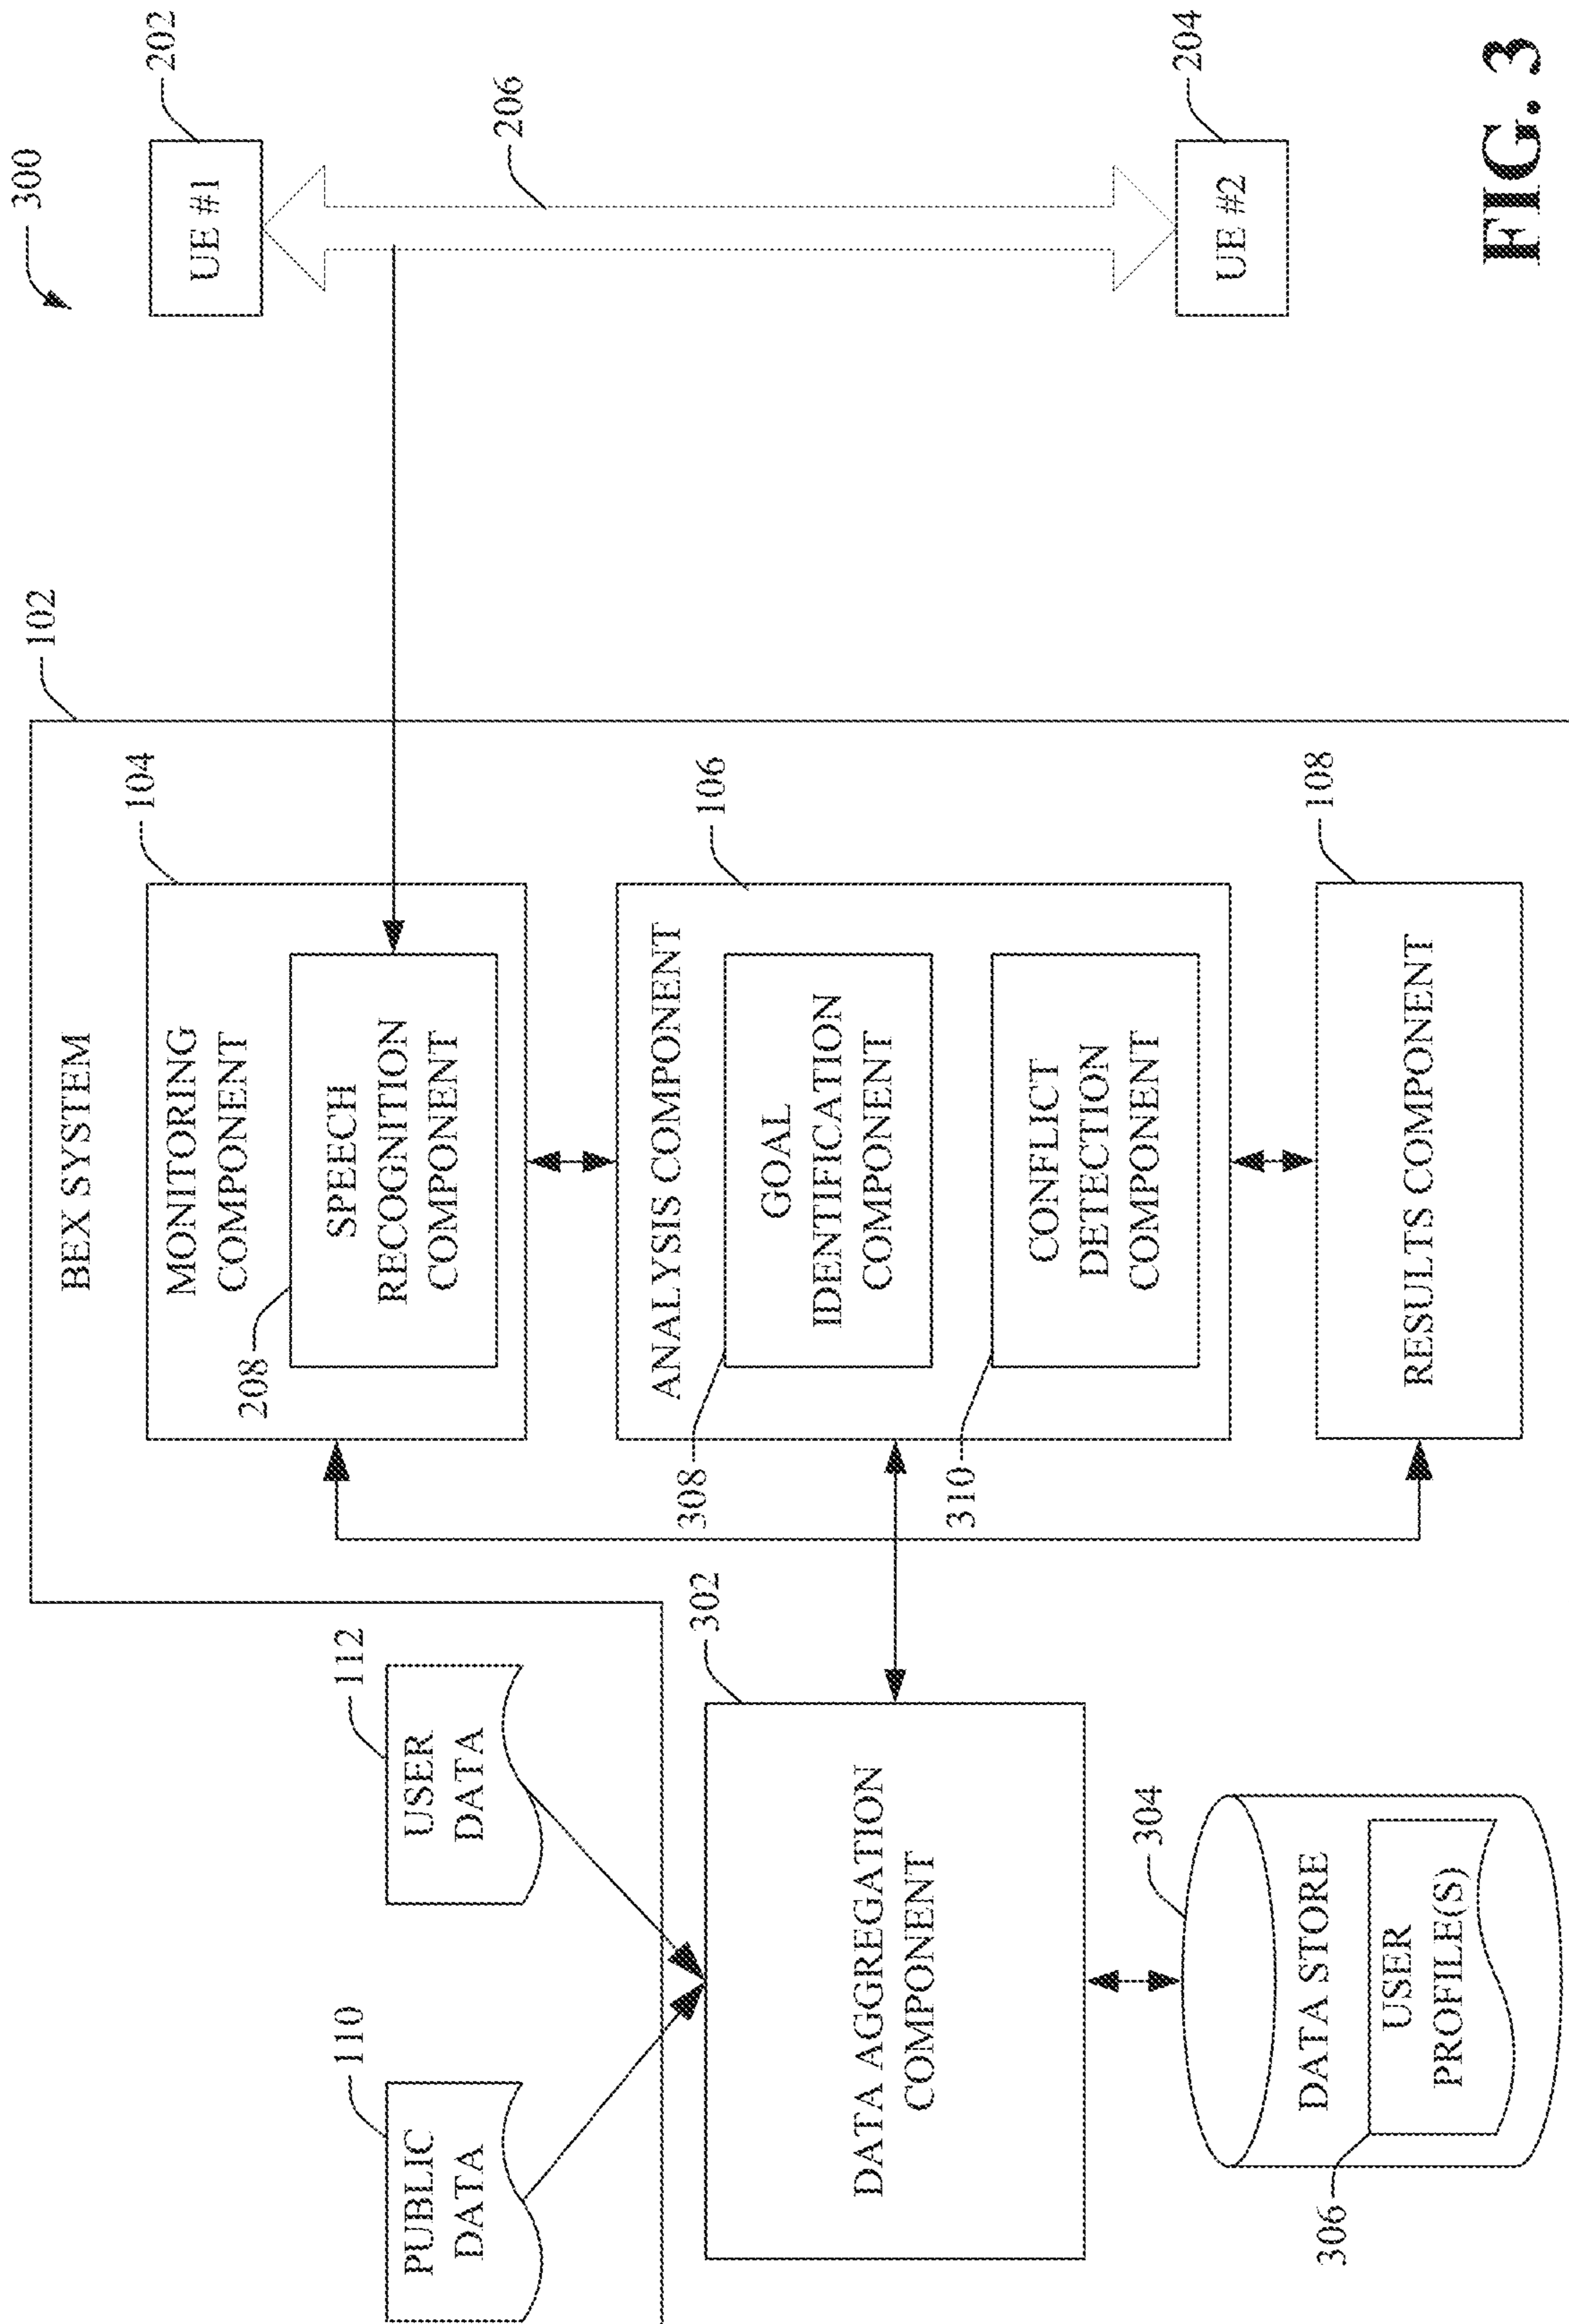 300
102
BEX SYSTEM
104
MONITORING
COMPONENT
208
SPEECH
RECOGNITION
COMPONENT
202
UE #1
206
204
UE #2
110
PUBLIC
DATA
112
USER
DATA
302
DATA AGGREGATION
COMPONENT
106
ANALYSIS COMPONENT
308
GOAL
IDENTIFICATION
COMPONENT
310
CONFLICT
DETECTION
COMPONENT
108
RESULTS COMPONENT
304
DATA STORE
306
USER
PROFILE(S)
FIG. 3